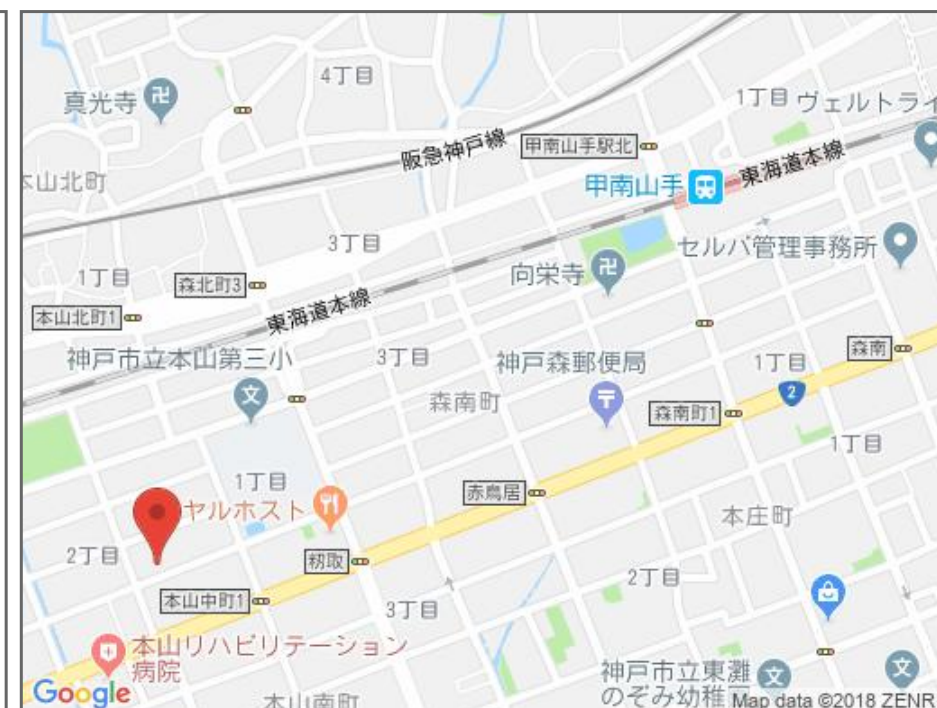 4丁目
真光寺
1丁目
ヴェルトライ
阪急神戸線
甲南山手駅北
東海道本線
本山北町
甲南山手
3丁目
セルバ管理事務所
1丁目
向栄寺
森北町3
本山北町1
東海道本線
神戸市立本山第三小
3丁目
神戸森郵便局
1丁目
森南
2
森南町
森南町1
1丁目
1丁目
ヤルホスト
赤鳥居
本庄町
2丁目
籾取
2丁目
本山中町1
3丁目
本山リハビリテーション
病院
神戸市立東灘
のぞみ幼稚
Google
本山南町
Map data ©2018 ZENR